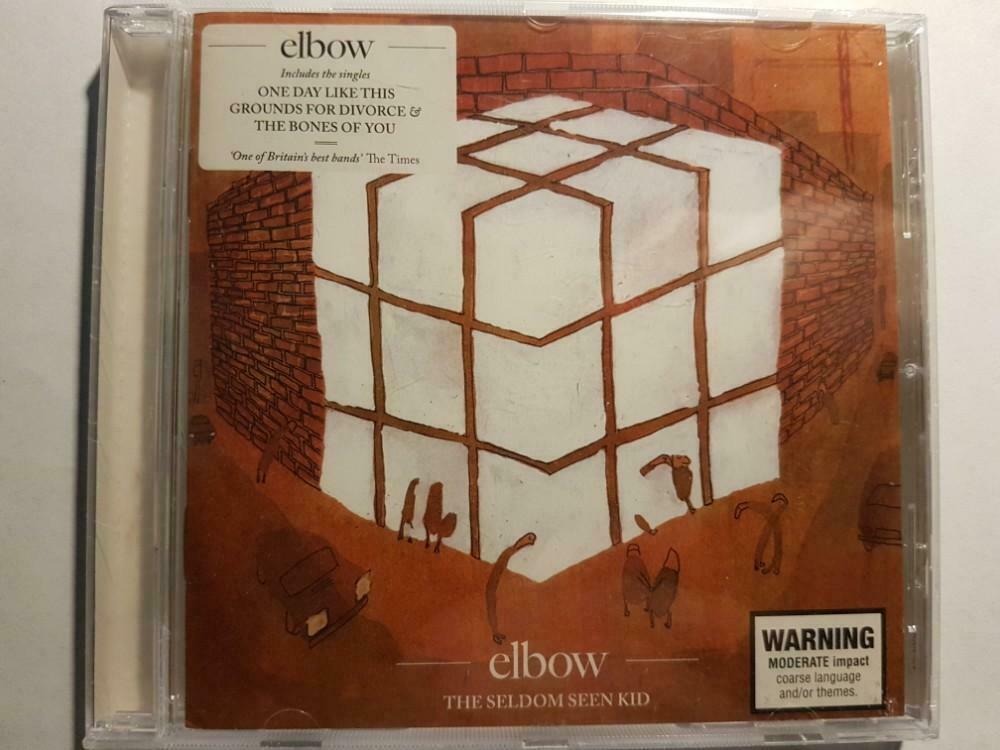 elbow
Includes the singles
ONE DAY LIKE THIS
GROUNDS FOR DIVORCE &
THE BONES OF YOU
'One of Britain's best bands' The Times
elbow
THE SELDOM SEEN KID
WARNING
MODERATE impact
coarse language
and/or themes.